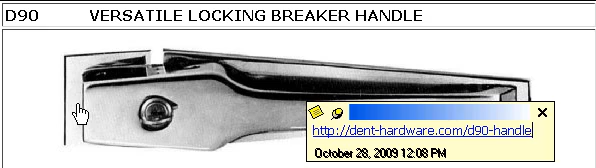 D90 VERSATILE LOCKING BREAKER HANDLE
http://dent-hardware.com/d90-handle
October 28, 2009 12:08 PM